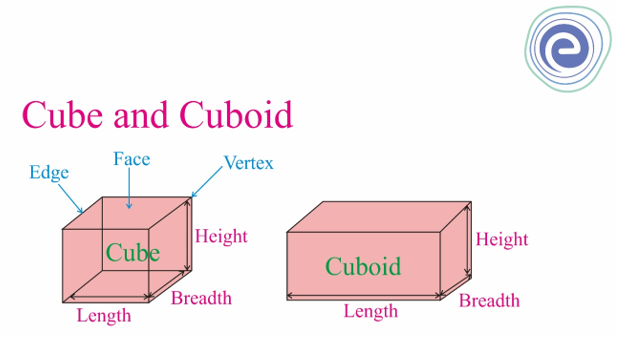 Cube and Cuboid
Edge
Face
Vertex
Cube
Height
Breadth
Length
Cuboid
Height
Breadth
Length